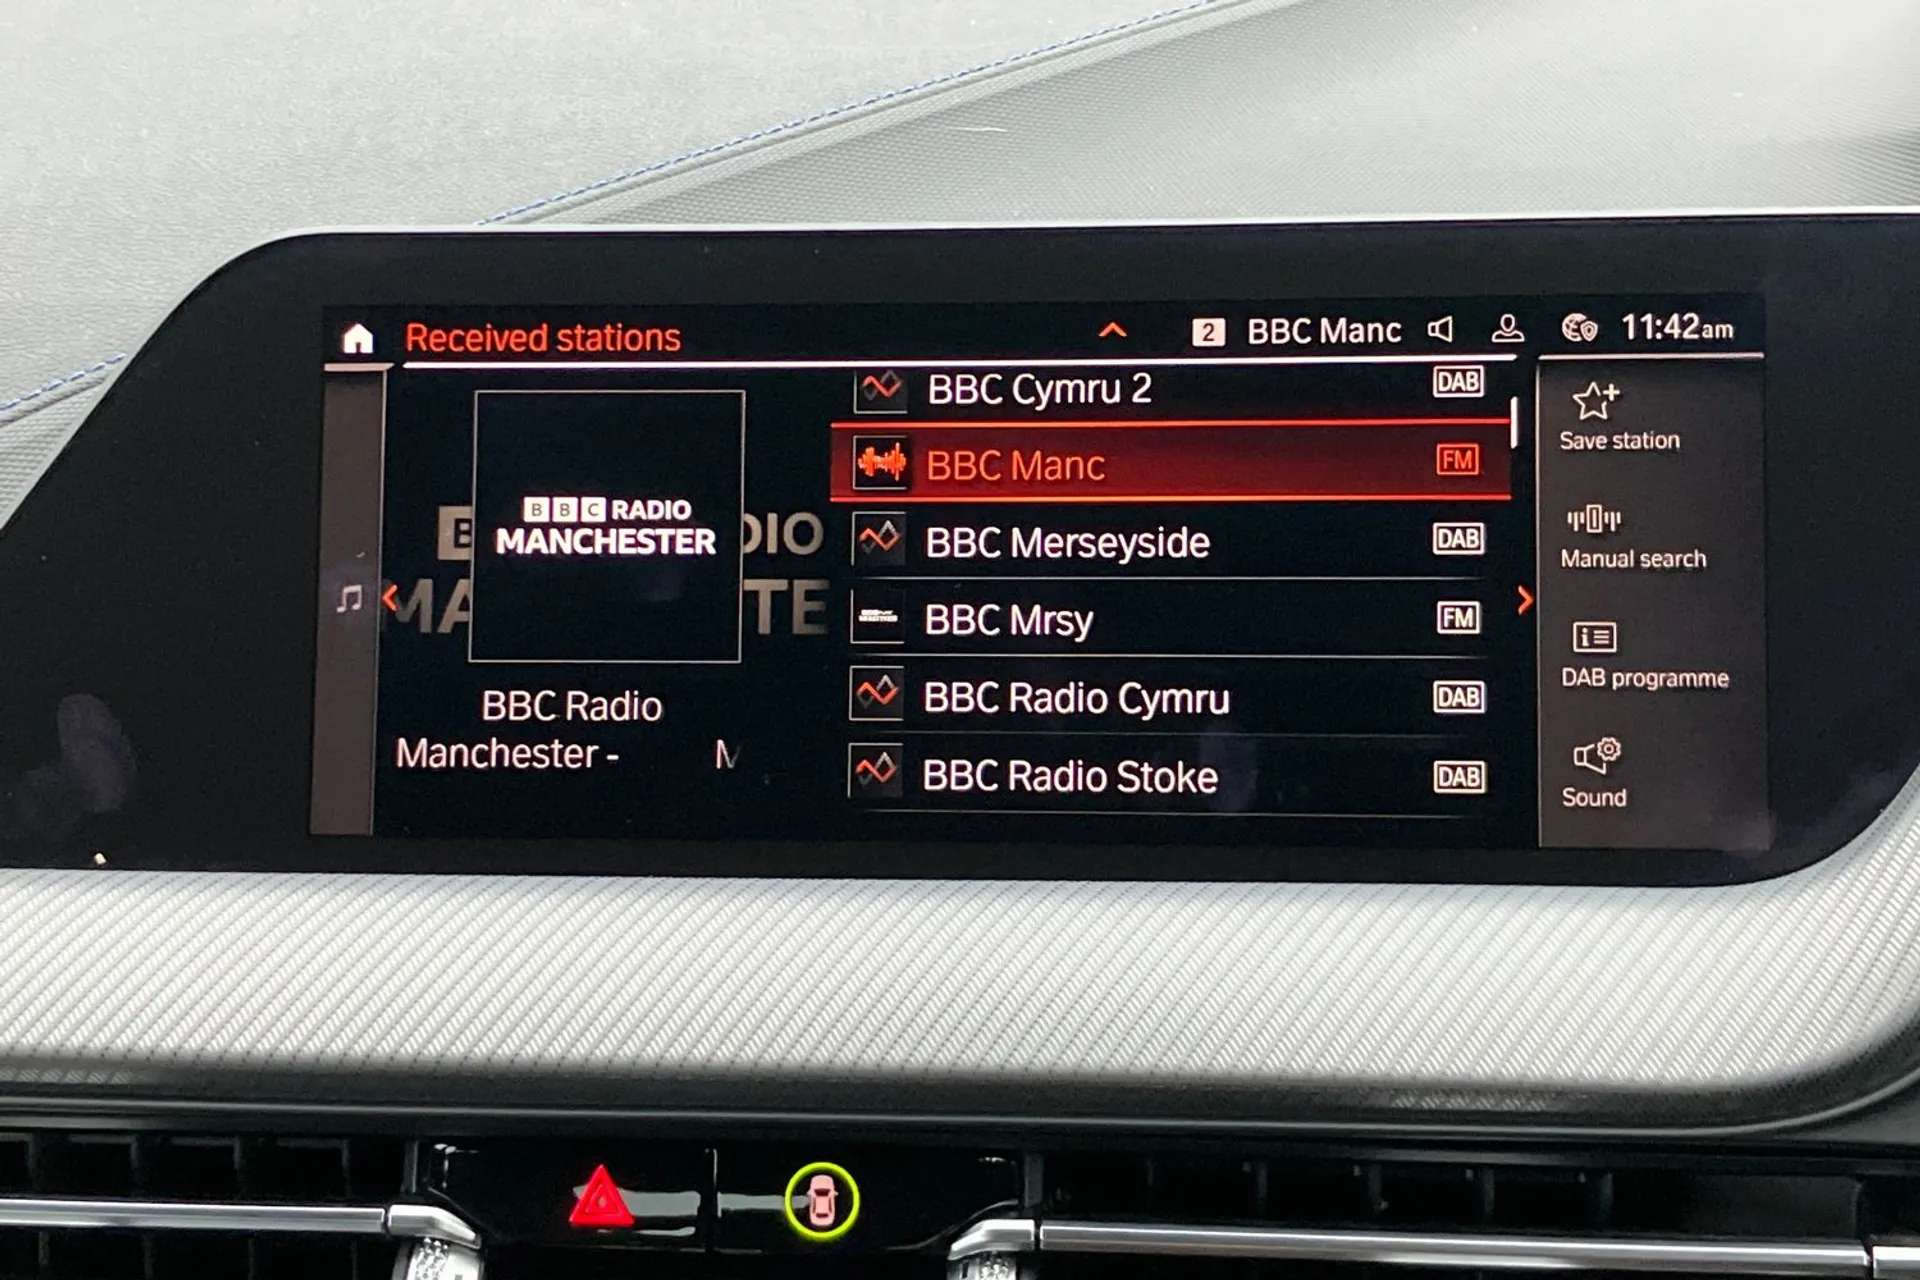 Received stations
2 BBC Manc
11:42am
BBC RADIO
MANCHESTER
BBC Radio
Manchester - M
BBC Cymru 2 DAB
BBC Manc FM
BBC Merseyside DAB
BBC Mrsy FM
BBC Radio Cymru DAB
BBC Radio Stoke DAB
Save station
Manual search
DAB programme
Sound